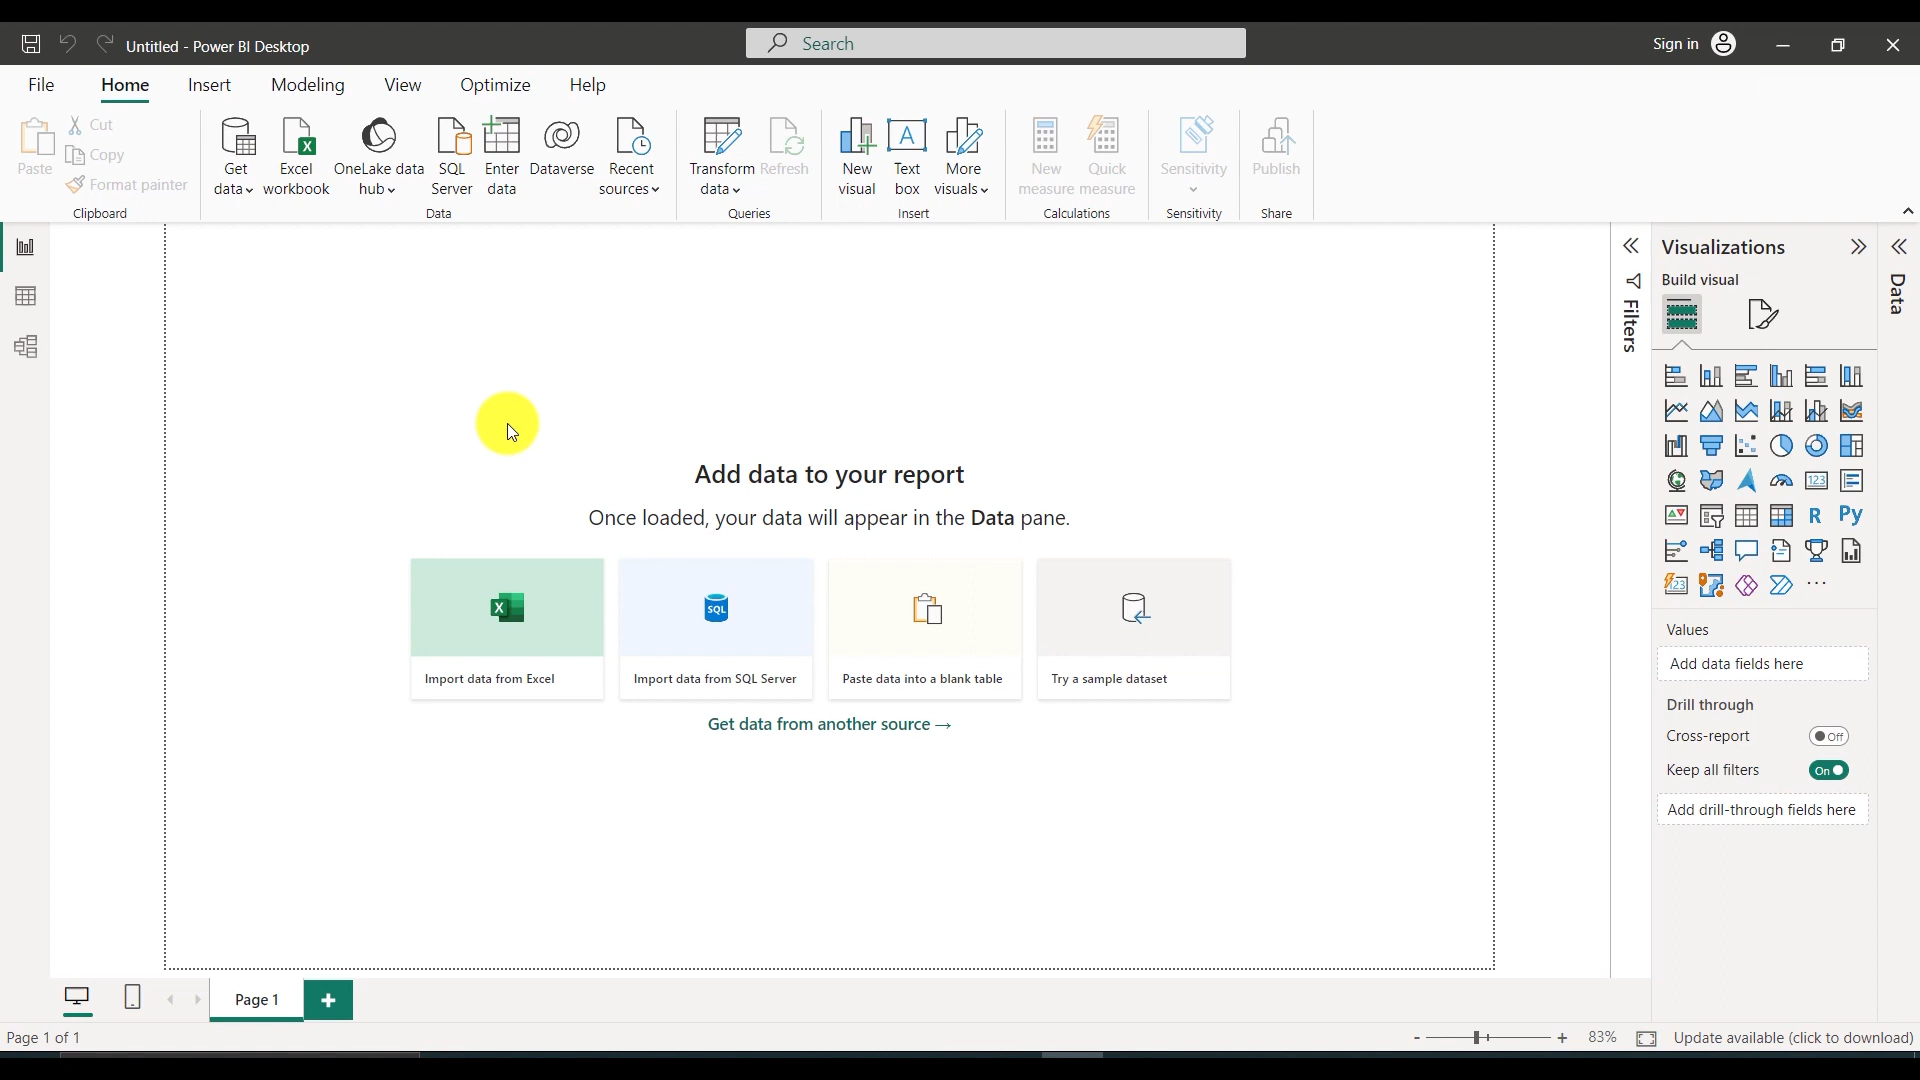 Untitled - Power BI Desktop
Search
Sign in
File Home Insert Modeling View Optimize Help
Paste
Cut
Copy
Format painter
Clipboard
Get data
Excel workbook
OneLake data hub
SQL Server
Enter data
Dataverse
Recent sources
Data
Transform data
Refresh
Queries
New visual
A
Text box
More visuals
Insert
New measure
Quick measure
Calculations
Sensitivity
Sensitivity
Publish
Share
Add data to your report
Once loaded, your data will appear in the Data pane.
X
SQL
Import data from Excel
Import data from SQL Server
Paste data into a blank table
Try a sample dataset
Get data from another source →
Filters
Visualizations
Build visual
123
R
Py
123
Values
Add data fields here
Drill through
Cross-report
Off
Keep all filters
On
Add drill-through fields here
Data
Page 1
Page 1 of 1
- + 83%
Update available (click to download)